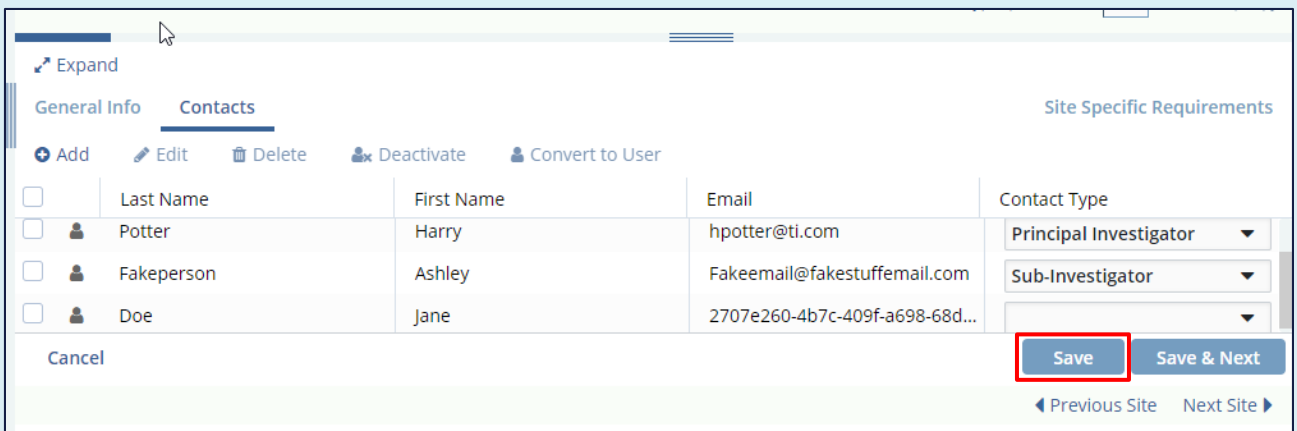 Expand
General Info Contacts Site Specific Requirements
Add Edit Delete Deactivate Convert to User
Last Name First Name Email Contact Type
Potter Harry hpotter@ti.com Principal Investigator
Fakeperson Ashley Fakeemail@fakestuffemail.com Sub-Investigator
Doe Jane 2707e260-4b7c-409f-a698-68d...
Cancel Save Save & Next
Previous Site Next Site